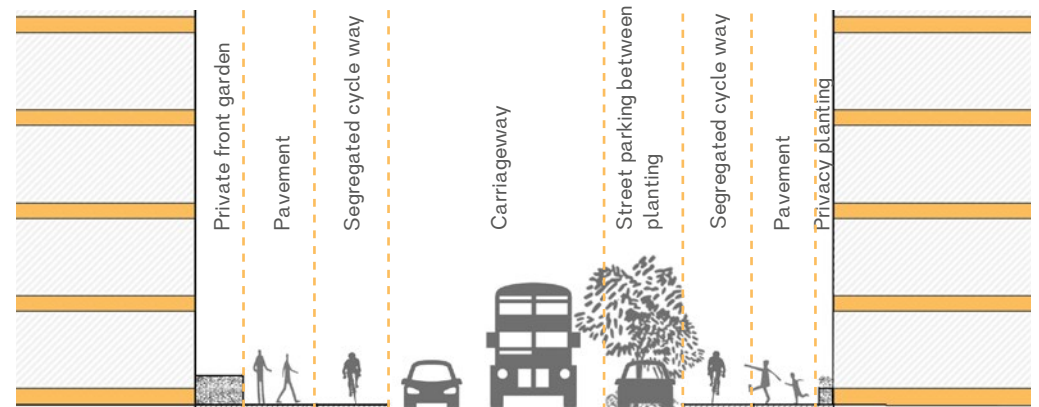 Private front garden
Pavement
Segregated cycle way
Carriageway
Street parking between
planting
Segregated cycle way
Pavement
Privacy planting